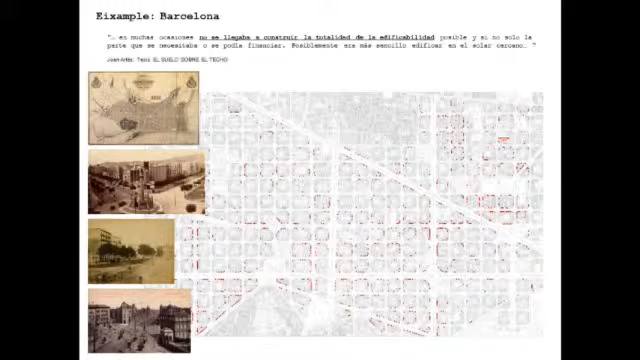 Eixample: Barcelona
"… en muchas ocasiones no se llegaba a construir la totalidad de la edificabilidad posible y si no solo la
parte que se necesitaba o se podía financiar. Posiblemente era más sencillo edificar en el solar cercano… "
Joan Artés: Tesis EL SUELO SOBRE EL TECHO